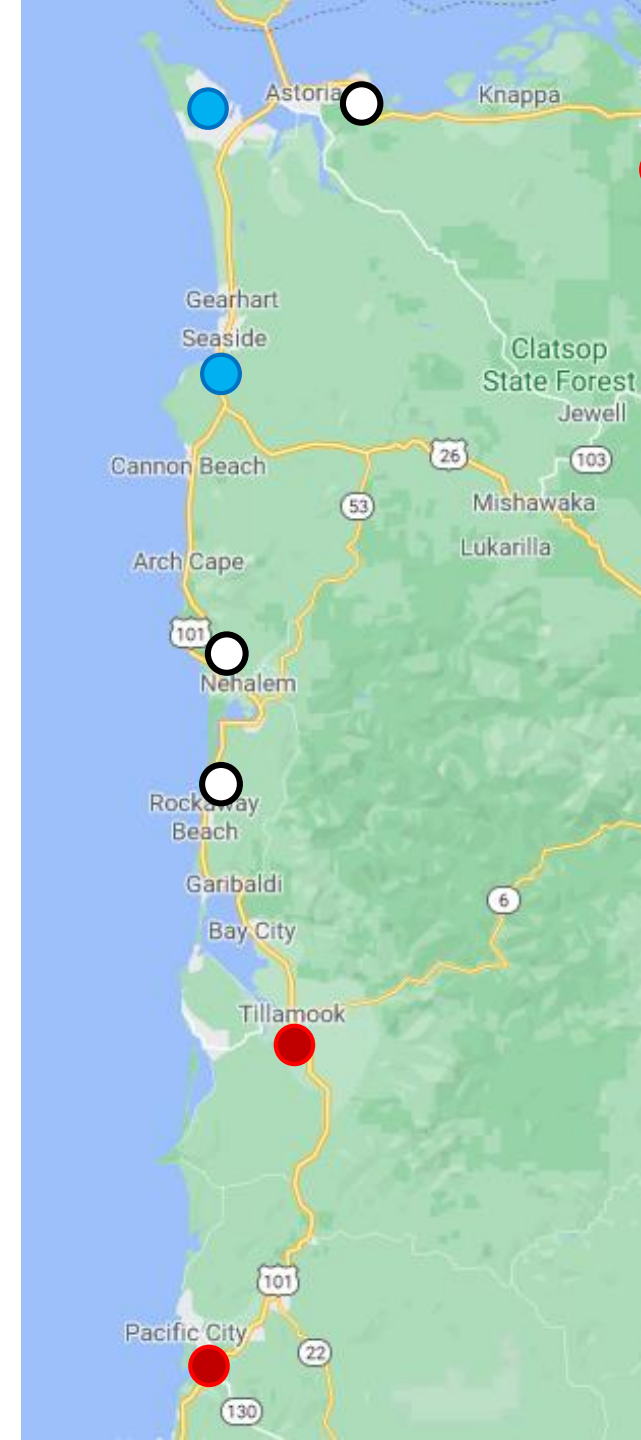 Astoria
Knappa
Gearhart
Seaside
Clatsop
State Forest
Jewell
26
103
Cannon Beach
53
Mishawaka
Lukarilla
Arch Cape
101
Nehalem
Rockaway
Beach
Garibaldi
6
Bay City
Tillamook
101
Pacific City
22
130